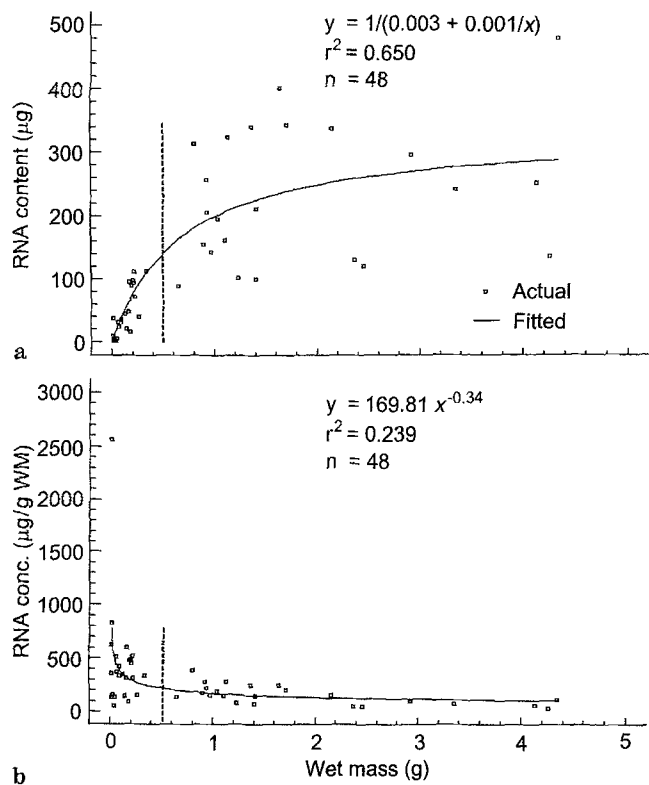 y = 1/(0.003 + 0.001/x)
r² = 0.650
n = 48
500
400
300
200
100
0
RNA content (µg)
Actual
Fitted
a
y = 169.81 x⁻⁰·³⁴
r² = 0.239
n = 48
3000
2500
2000
1500
1000
500
0
RNA conc. (µg/g WM)
0 1 2 3 4 5
Wet mass (g)
b